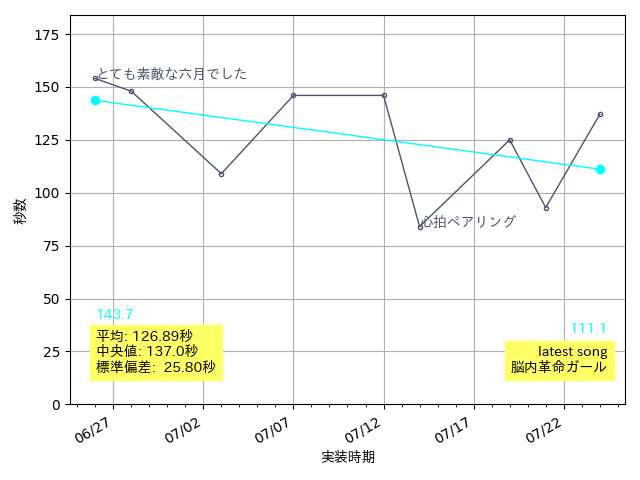 175
150
125
100
75
50
25
0
秒数
とても素敵な六月でした
心拍ペアリング
143.7
平均: 126.89秒
中央値: 137.0秒
標準偏差: 25.80秒
111.1
latest song
脳内革命ガール
06/27
07/02
07/07
07/12
07/17
07/22
実装時期